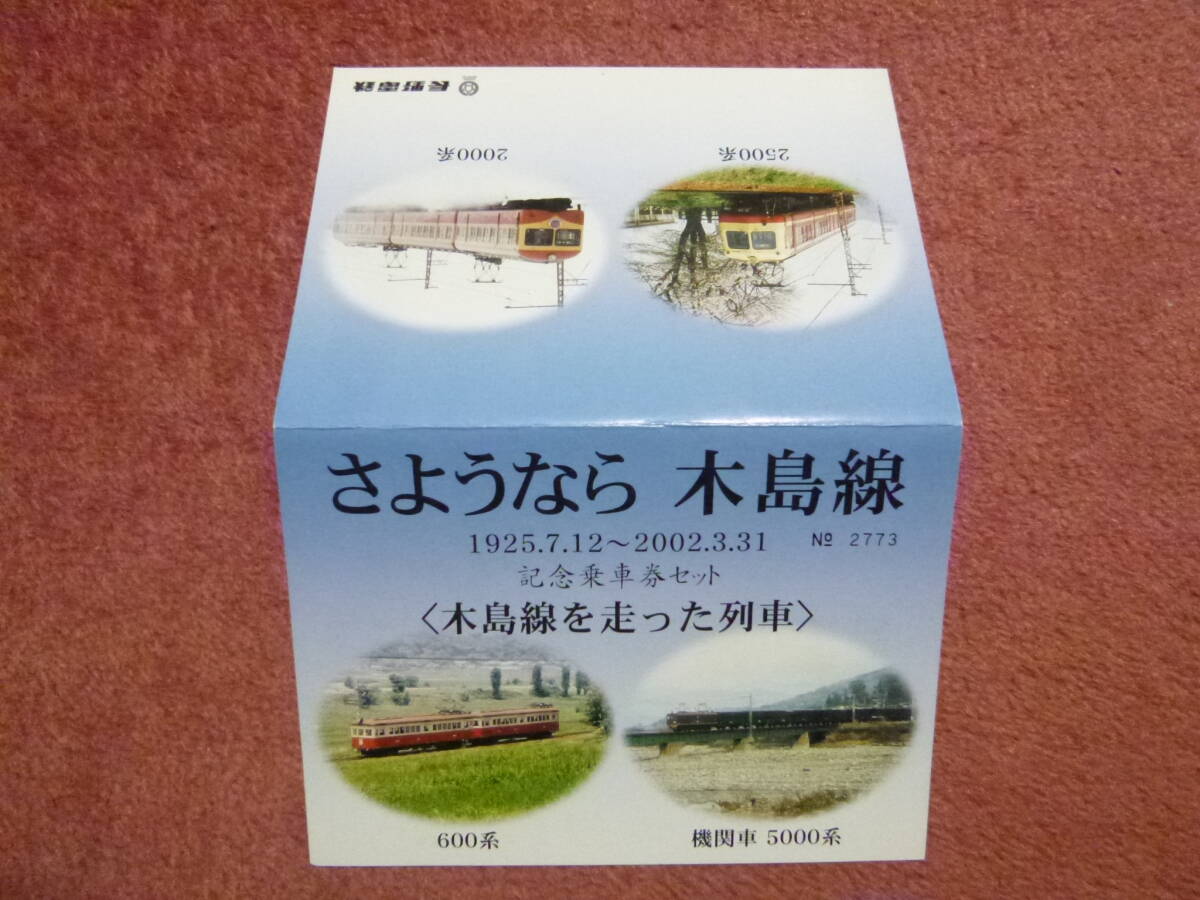 長野電鉄
2000系
2500系
さようなら 木島線
1925.7.12～2002.3.31 № 2773
記念乗車券セット
〈木島線を走った列車〉
600系
機関車 5000系